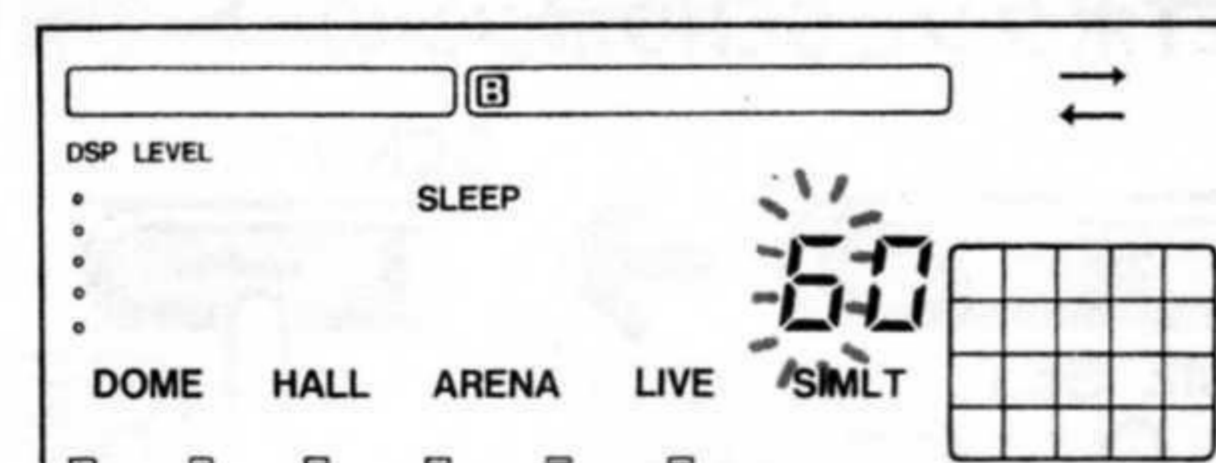 B
DSP LEVEL
SLEEP
60
DOME HALL ARENA LIVE SIMLT